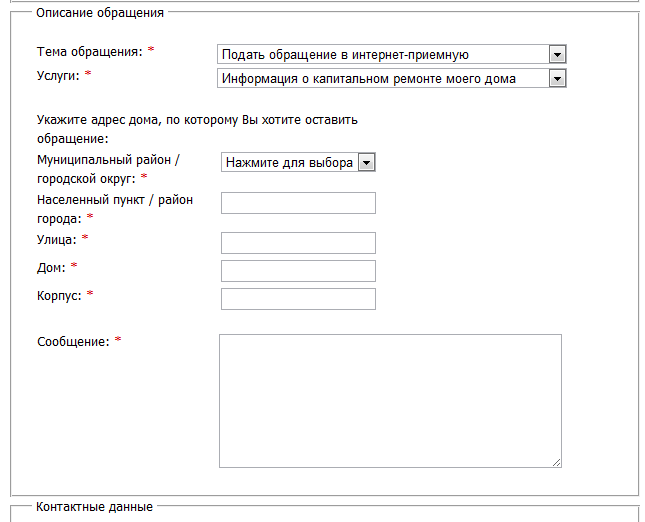 Описание обращения
Тема обращения: * Подать обращение в интернет-приемную
Услуги: * Информация о капитальном ремонте моего дома
Укажите адрес дома, по которому Вы хотите оставить
обращение:
Муниципальный район /
городской округ: * Нажмите для выбора
Населенный пункт / район
города: *
Улица: *
Дом: *
Корпус: *
Сообщение: *
Контактные данные